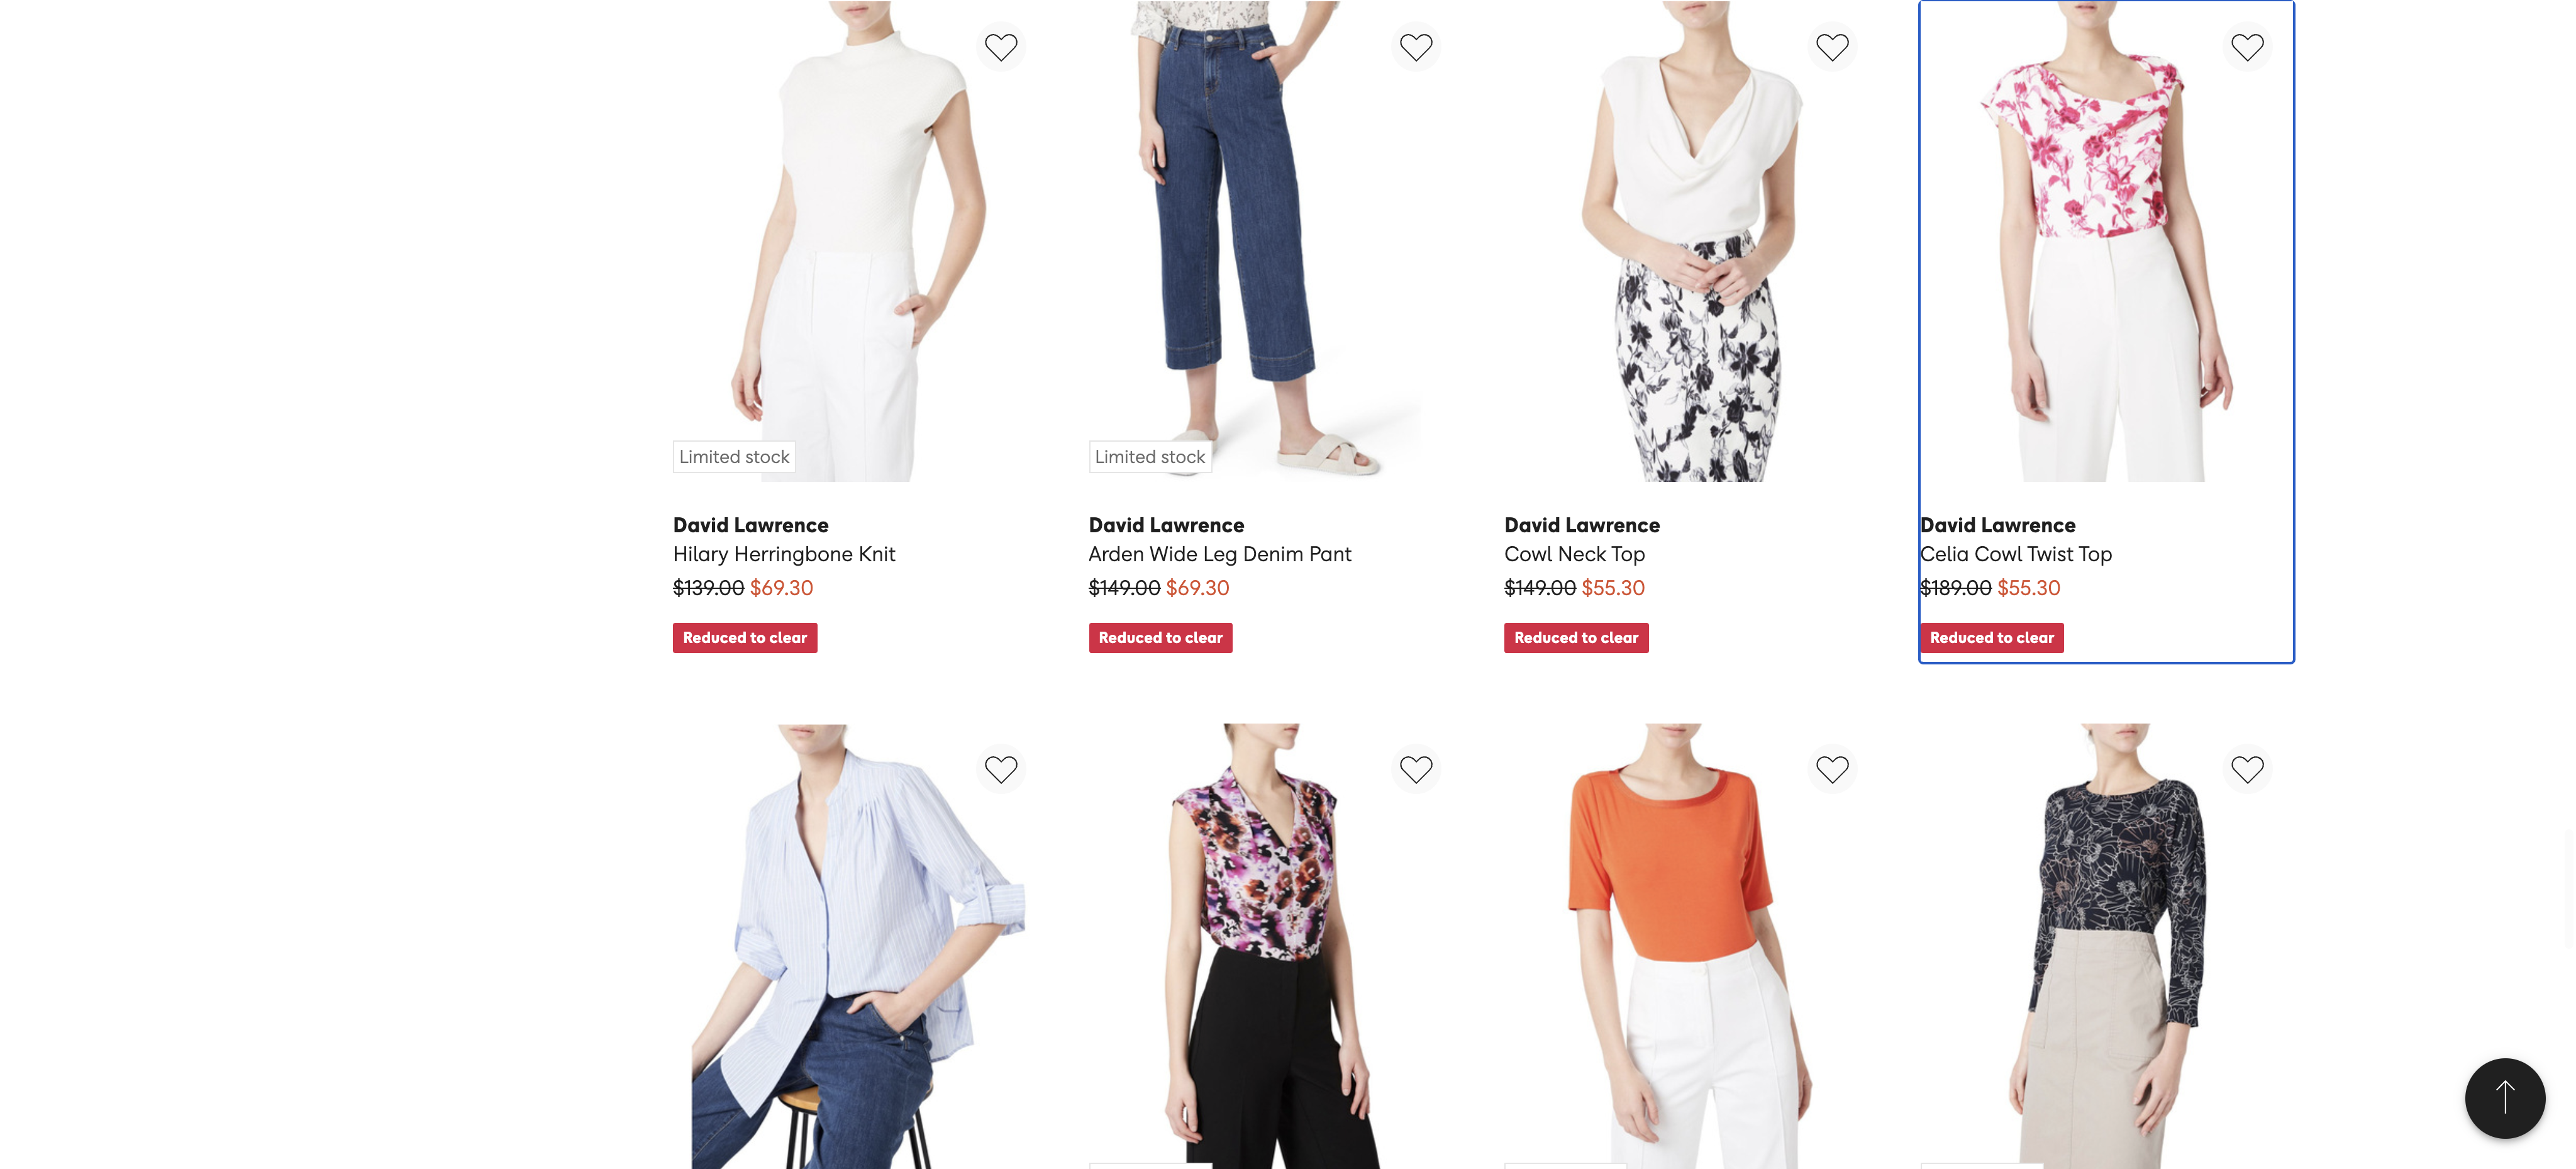 Limited stock
Limited stock
David Lawrence
Hilary Herringbone Knit
$139.00 $69.30
Reduced to clear
David Lawrence
Arden Wide Leg Denim Pant
$149.00 $69.30
Reduced to clear
David Lawrence
Cowl Neck Top
$149.00 $55.30
Reduced to clear
David Lawrence
Celia Cowl Twist Top
$189.00 $55.30
Reduced to clear